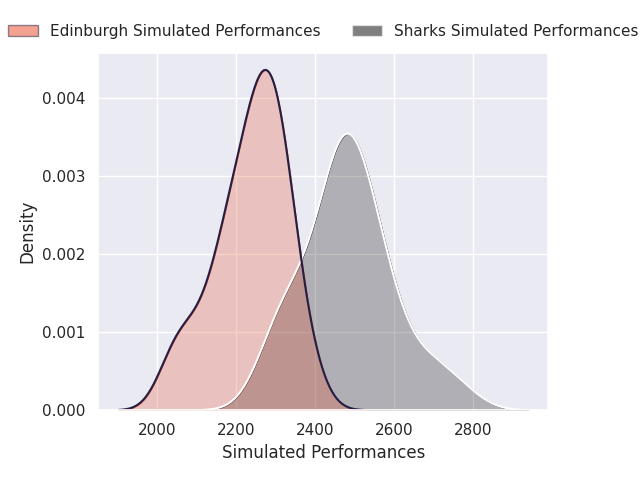 Edinburgh Simulated Performances Sharks Simulated Performances
0.004
0.003
0.002
0.001
0.000
Density
2000 2200 2400 2600 2800
Simulated Performances